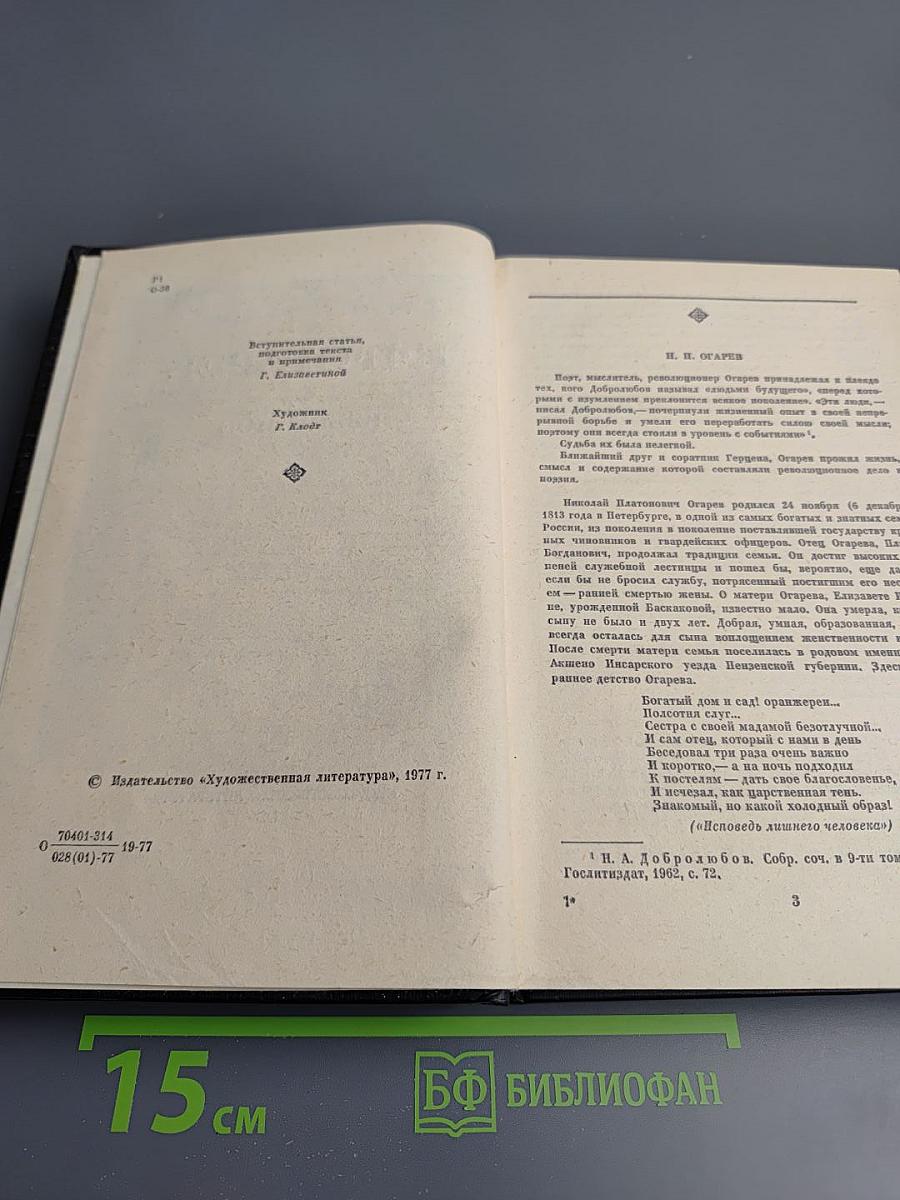 Р1
О-36
Вступительная статья,
подготовка текста
и примечания
Г. Елизаветиной
Художник
Г. Клодт
© Издательство «Художественная литература», 1977 г.
О 70401-314
028(01)-77 19-77
Н. П. ОГАРЕВ
Поэт, мыслитель, революционер Огарев принадлежал к плеяде
тех, кого Добролюбов называл «людьми будущего», «перед кото-
рыми с изумлением преклонится всякое поколение». «Эти люди,—
писал Добролюбов,— почерпнули жизненный опыт в своей непре-
рывной борьбе и умели его переработать силою своей мысли;
поэтому они всегда стояли в уровень с событиями» 1.
Судьба их была нелегкой.
Ближайший друг и соратник Герцена, Огарев прожил жизнь,
смысл и содержание которой составляли революционное дело и
поэзия.
Николай Платонович Огарев родился 24 ноября (6 декабр
1813 года в Петербурге, в одной из самых богатых и знатных сем
России, из поколения в поколение поставлявшей государству кр
ных чиновников и гвардейских офицеров. Отец Огарева, Пла
Богданович, продолжал традиции семьи. Он достиг высоких
пеней служебной лестницы и пошел бы, вероятно, еще да
если бы не бросил службу, потрясенный постигшим его нес
ем — ранней смертью жены. О матери Огарева, Елизавете
не, урожденной Баскаковой, известно мало. Она умерла, к
сыну не было и двух лет. Добрая, умная, образованная,
всегда осталась для сына воплощением женственности и
После смерти матери семья поселилась в родовом имени
Акшено Инсарского уезда Пензенской губернии. Здес
раннее детство Огарева.
Богатый дом и сад! оранжереи...
Полсотня слуг...
Сестра с своей мадамой безотлучной...
И сам отец, который с нами в день
Беседовал три раза очень важно
И коротко,— а на ночь подходил
К постелям — дать свое благословенье,
И исчезал, как царственная тень.
Знакомый, но какой холодный образ!
(«Исповедь лишнего человека»)
1 Н. А. Добролюбов. Собр. соч. в 9-ти том
Гослитиздат, 1962, с. 72.
1*
3
15 см
БФ БИБЛИОФАН